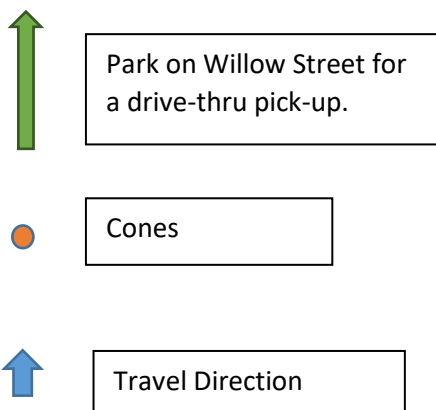 Park on Willow Street for
a drive-thru pick-up.
Cones
Travel Direction